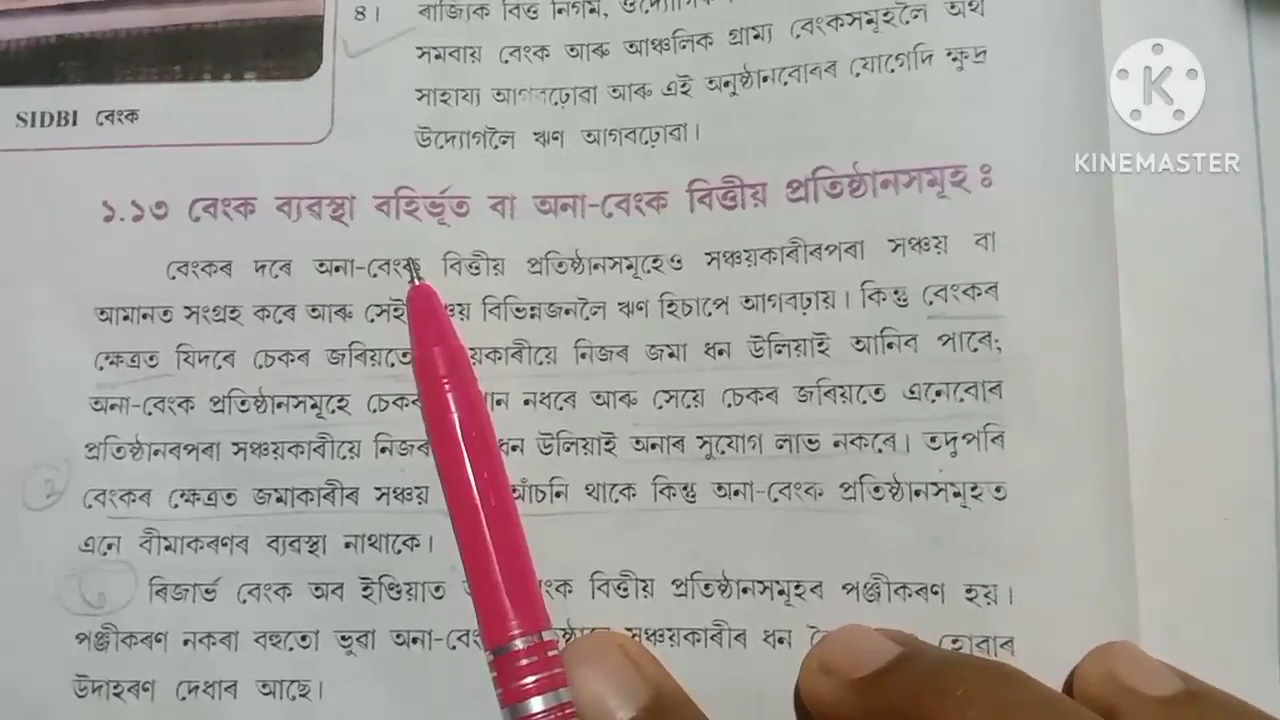 8।
ৰাজ্যিক বিত্ত নিগম,
সমবায় বেংক আৰু আঞ্চলিক গ্ৰাম্য বেংকসমূহলৈ অৰ্থ
সাহায্য আগবঢ়োৱা আৰু এই অনুষ্ঠানবোৰৰ যোগেদি ক্ষুদ্ৰ
উদ্যোগলৈ ঋণ আগবঢ়োৱা।
SIDBI বেংক
KINEMASTER
১.১৩ বেংক ব্যৱস্থা বহিৰ্ভূত বা অনা-বেংক বিত্তীয় প্ৰতিষ্ঠানসমূহ ঃ
বেংকৰ দৰে অনা-বেংক বিত্তীয় প্ৰতিষ্ঠানসমূহেও সঞ্চয়কাৰীৰপৰা সঞ্চয় বা
আমানত সংগ্ৰহ কৰে আৰু সেই বিভিন্নজনলৈ ঋণ হিচাপে আগবঢ়ায়। কিন্তু বেংকৰ
ক্ষেত্ৰত যিদৰে চেকৰ জৰিয়তে নিজৰ জমা ধন উলিয়াই আনিব পাৰে;
অনা-বেংক প্ৰতিষ্ঠানসমূহে চেকৰ নধৰে আৰু সেয়ে চেকৰ জৰিয়তে এনেবোৰ
প্ৰতিষ্ঠানৰপৰা সঞ্চয়কাৰীয়ে নিজৰ ধন উলিয়াই অনাৰ সুযোগ লাভ নকৰে। তদুপৰি
বেংকৰ ক্ষেত্ৰত জমাকাৰীৰ সঞ্চয় আঁচনি থাকে কিন্তু অনা-বেংক প্ৰতিষ্ঠানসমূহত
এনে বীমাকৰণৰ ব্যৱস্থা নাথাকে।
ৰিজাৰ্ভ বেংক অব ইণ্ডিয়াত বিত্তীয় প্ৰতিষ্ঠানসমূহৰ পঞ্জীকৰণ হয়।
পঞ্জীকৰণ নকৰা বহুতো ভুৱা সঞ্চয়কাৰীৰ ধন
উদাহৰণ দেখাৰ আছে।